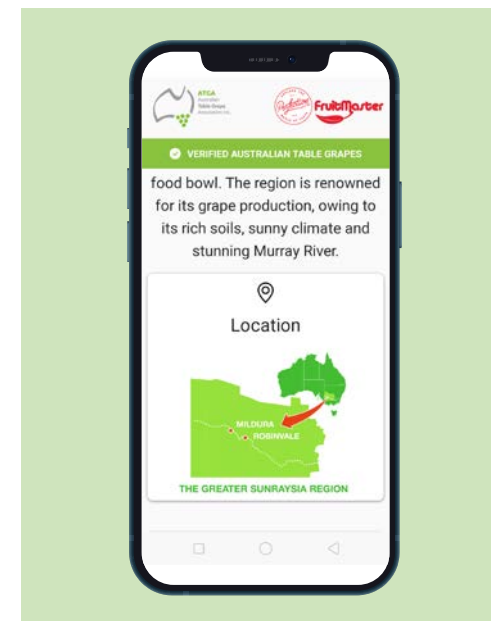 ATGA
Australian
Table Grape
Association Inc.
Perfection
FruitMaster
VERIFIED AUSTRALIAN TABLE GRAPES
food bowl. The region is renowned
for its grape production, owing to
its rich soils, sunny climate and
stunning Murray River.
Location
MILDURA
ROBINVALE
THE GREATER SUNRAYSIA REGION